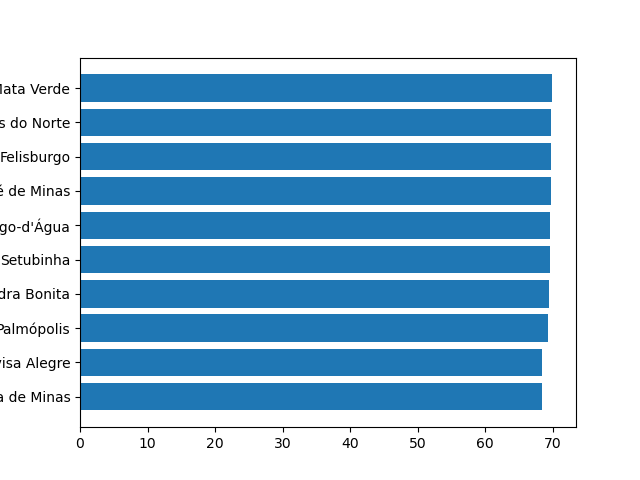 Mata Verde
s do Norte
Felisburgo
é de Minas
go-d'Água
Setubinha
dra Bonita
Palmópolis
isa Alegre
a de Minas
0 10 20 30 40 50 60 70